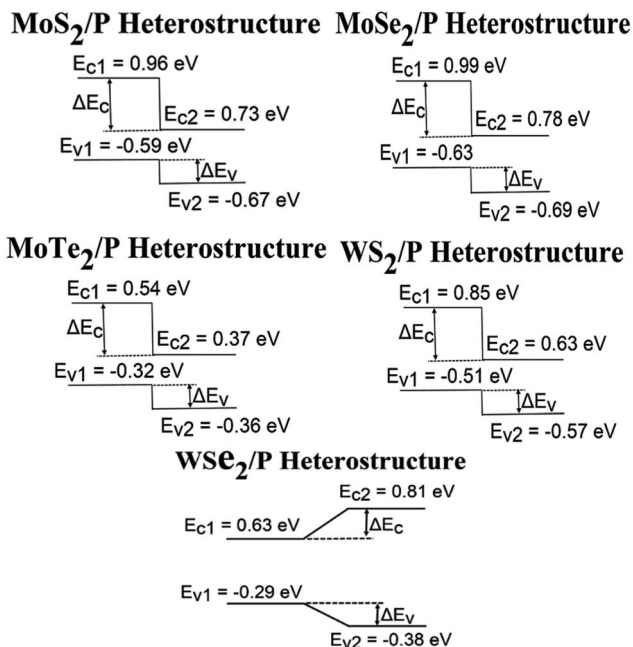 MoS₂/P Heterostructure
Ec1 = 0.96 eV
ΔEc
Ec2 = 0.73 eV
Ev1 = -0.59 eV
ΔEv
Ev2 = -0.67 eV
MoSe₂/P Heterostructure
Ec1 = 0.99 eV
ΔEc
Ec2 = 0.78 eV
Ev1 = -0.63
ΔEv
Ev2 = -0.69 eV
MoTe₂/P Heterostructure
Ec1 = 0.54 eV
ΔEc
Ec2 = 0.37 eV
Ev1 = -0.32 eV
ΔEv
Ev2 = -0.36 eV
WS₂/P Heterostructure
Ec1 = 0.85 eV
ΔEc
Ec2 = 0.63 eV
Ev1 = -0.51 eV
ΔEv
Ev2 = -0.57 eV
WSe₂/P Heterostructure
Ec2 = 0.81 eV
Ec1 = 0.63 eV
ΔEc
Ev1 = -0.29 eV
ΔEv
Ev2 = -0.38 eV